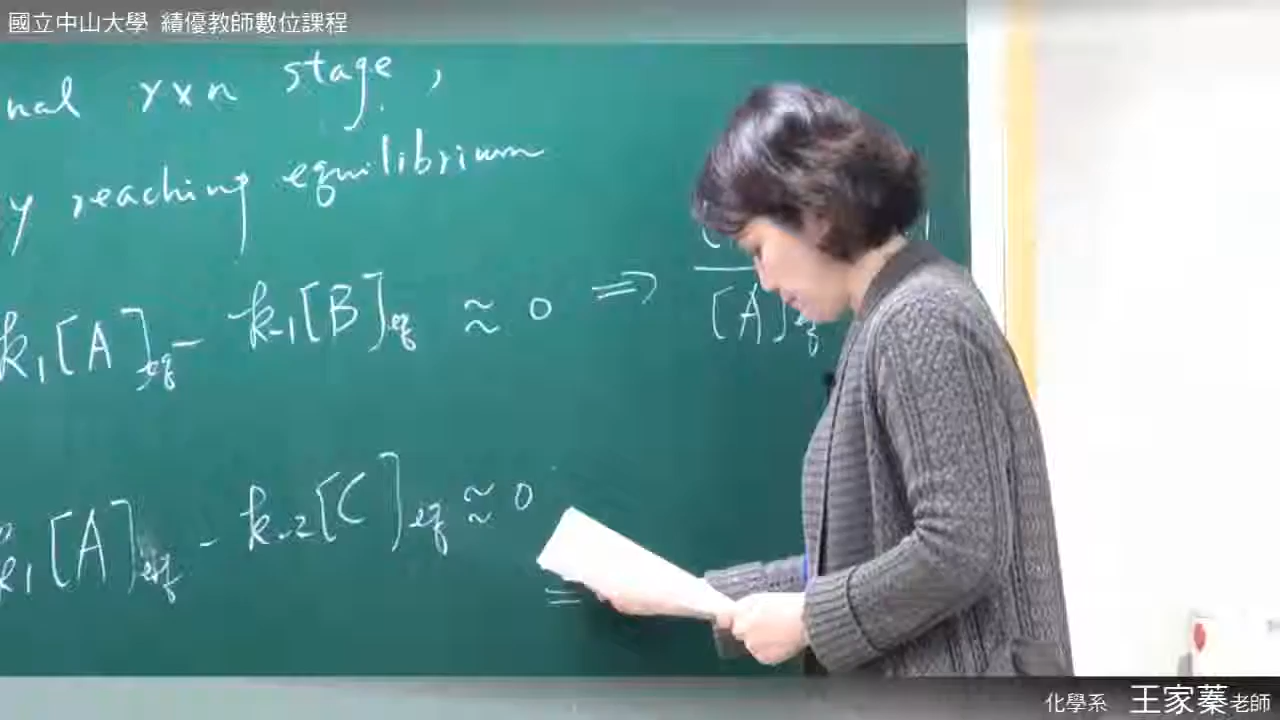 國立中山大學 績優教師數位課程
nal rxn stage,
y reaching equilibrium
k₁[A]eq - k-1[B]eq ≈ 0 ⇒
[A]eq
k₁[A]eq - k-2[C]eq ≈ 0
=
化學系 王家蓁老師